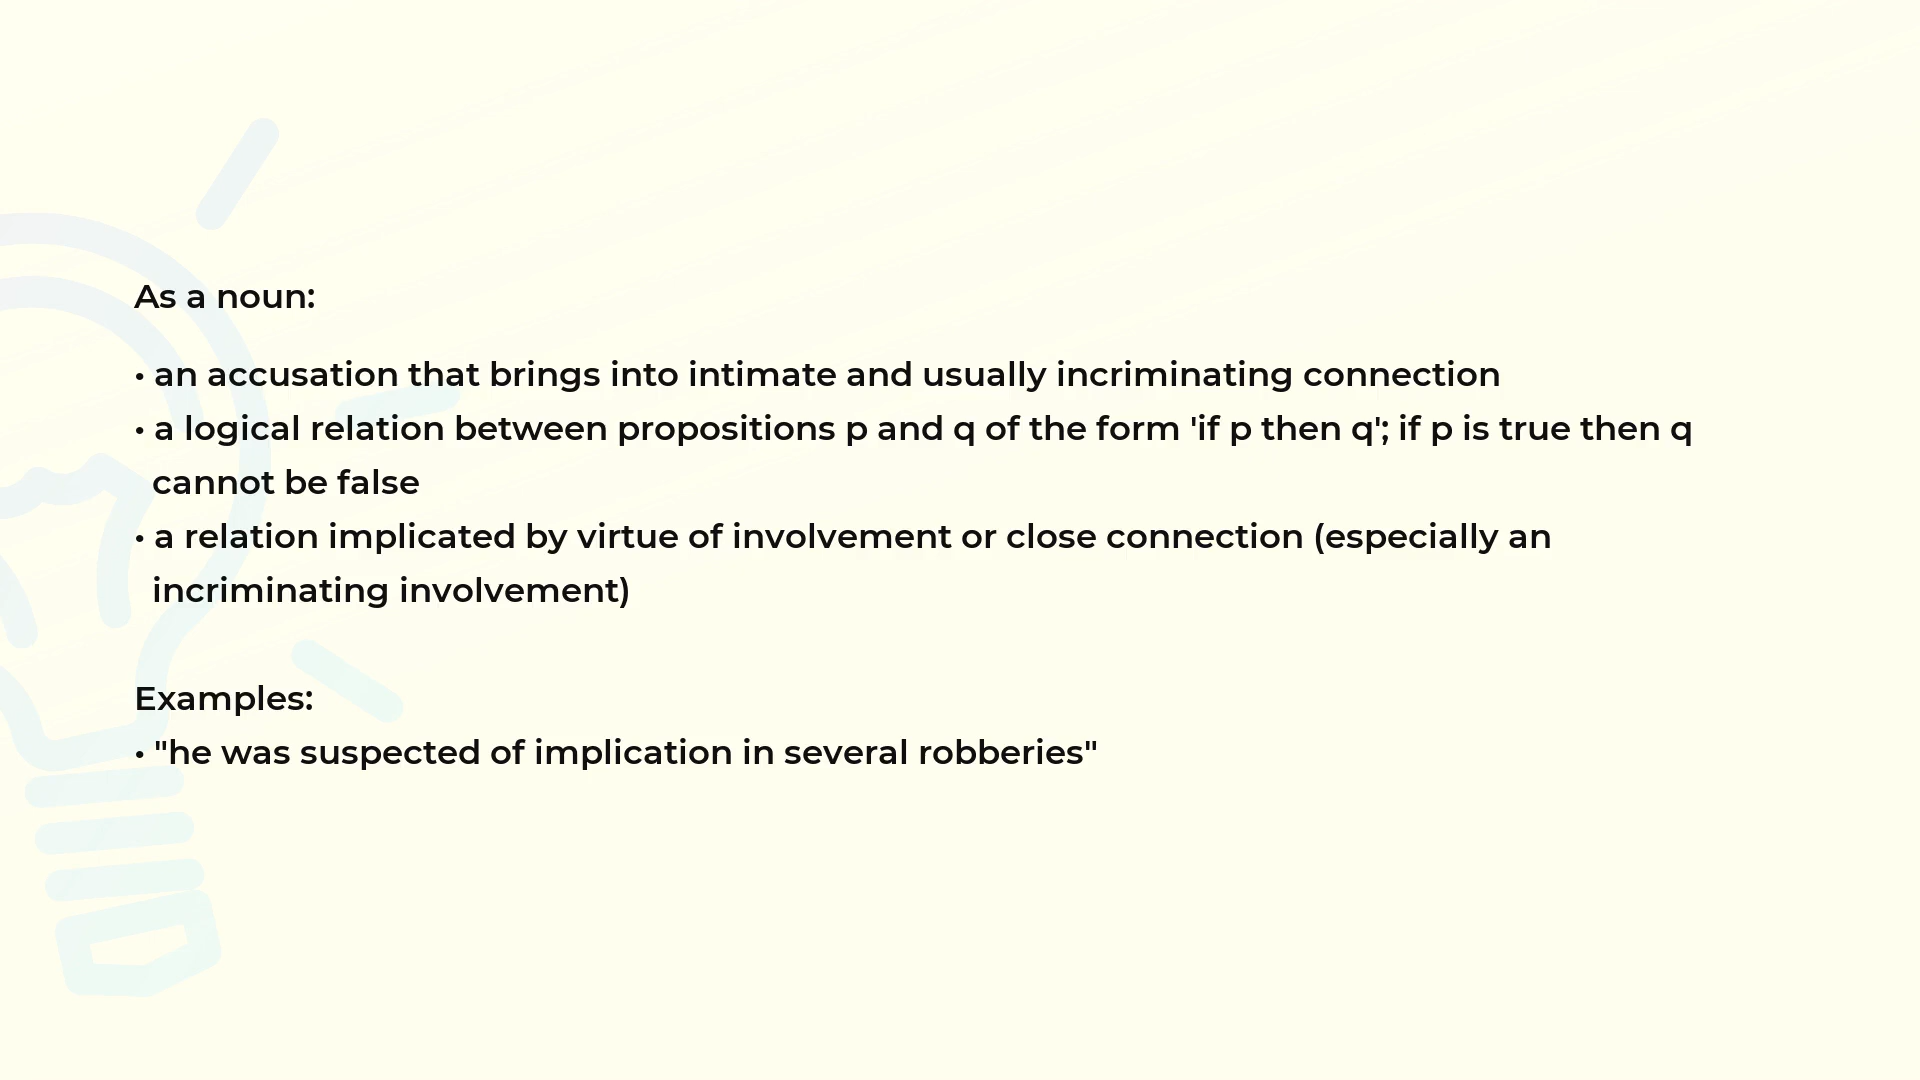 As a noun:
• an accusation that brings into intimate and usually incriminating connection
• a logical relation between propositions p and q of the form 'if p then q'; if p is true then q
cannot be false
• a relation implicated by virtue of involvement or close connection (especially an
incriminating involvement)
Examples:
• "he was suspected of implication in several robberies"